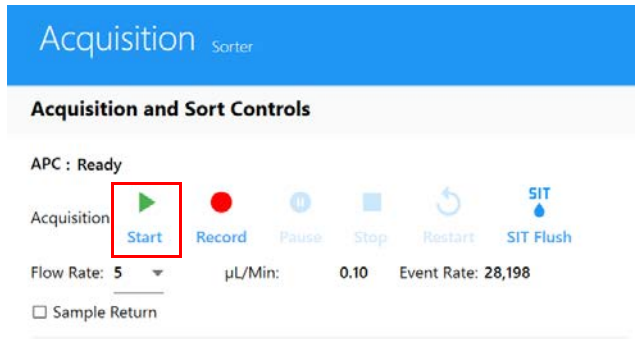 Acquisition Sorter
Acquisition and Sort Controls
APC : Ready
SIT
Acquisition Start Record Pause Stop Restart SIT Flush
Flow Rate: 5 µL/Min: 0.10 Event Rate: 28,198
Sample Return